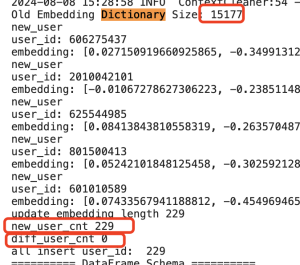 2024-08-08 15:28:58 INFO ContextCleaner:54 -
Old Embedding Dictionary Size: 15177
new_user
user_id: 606275437
embedding: [0.027150919660925865, -0.34991312
new_user
user_id: 2010042101
embedding: [-0.01067278627306223, -0.23851148
new_user
user_id: 625544985
embedding: [0.08413843810558319, -0.263570487
new_user
user_id: 800500413
embedding: [0.05242101848125458, -0.302592128
new_user
user_id: 601010589
embedding: [0.07433567941188812, -0.454969465
update embedding length 229
new_user_cnt 229
diff_user_cnt 0
all insert user_id: 229
========== DataFrame Schema ==========